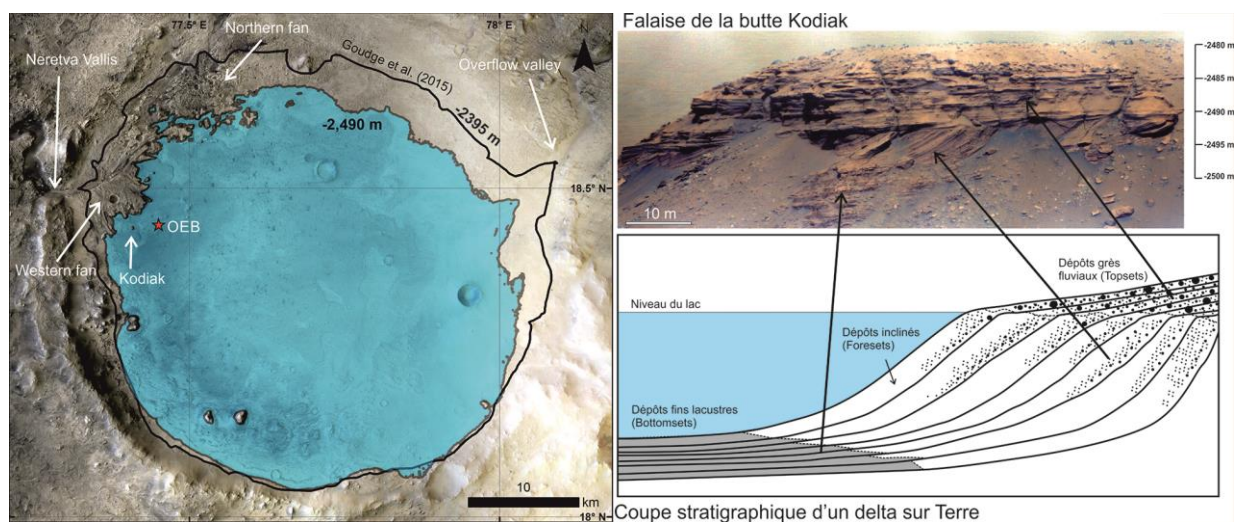 77.5° E
Northern fan
78° E
N
Neretva Vallis
Goudge et al. (2015)
Overflow valley
-2,490 m
-2395 m
18.5° N
OEB
Western fan
Kodiak
10
km
18° N
Falaise de la butte Kodiak
-2480 m
-2485 m
-2490 m
-2495 m
-2500 m
10 m
Dépôts grès
fluviaux (Topsets)
Niveau du lac
Dépôts inclinés
(Foresets)
Dépôts fins lacustres
(Bottomsets)
Coupe stratigraphique d'un delta sur Terre